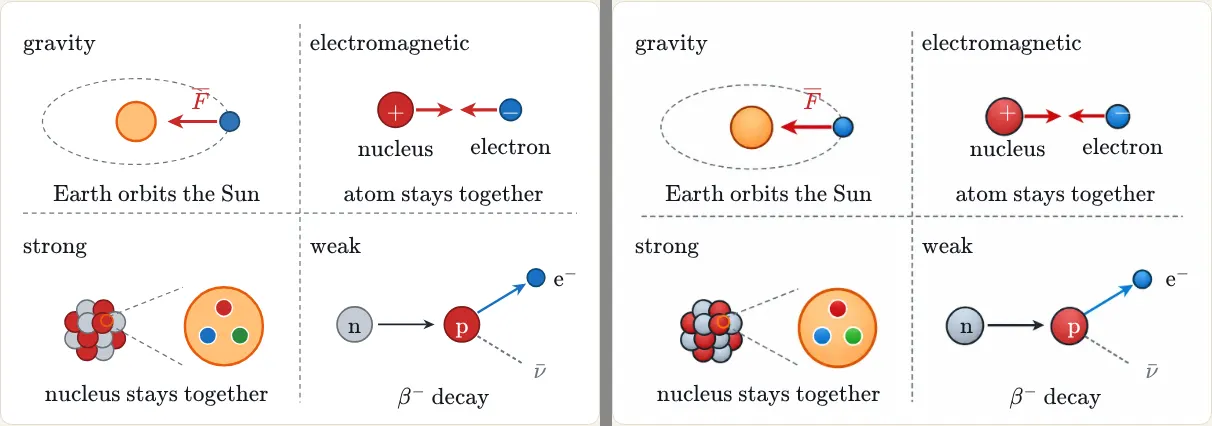 gravity
F̅
Earth orbits the Sun
electromagnetic
+
−
nucleus
electron
atom stays together
strong
nucleus stays together
weak
n
p
e⁻
ν̄
β⁻ decay
gravity
F̅
Earth orbits the Sun
electromagnetic
+
−
nucleus
electron
atom stays together
strong
nucleus stays together
weak
n
p
e⁻
ν̄
β⁻ decay